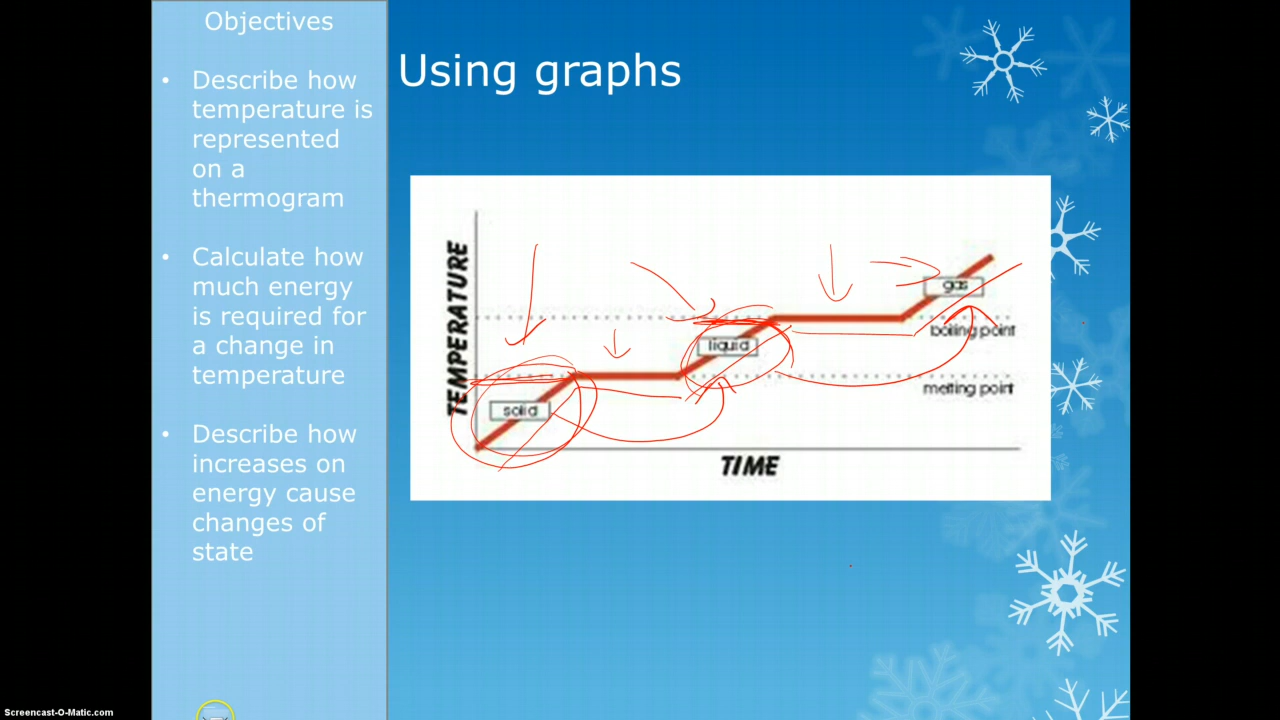 Objectives
• Describe how
temperature is
represented
on a
thermogram
• Calculate how
much energy
is required for
a change in
temperature
• Describe how
increases on
energy cause
changes of
state
Using graphs
TEMPERATURE
gas
boiling point
liquid
melting point
solid
TIME
Screencast-O-Matic.com